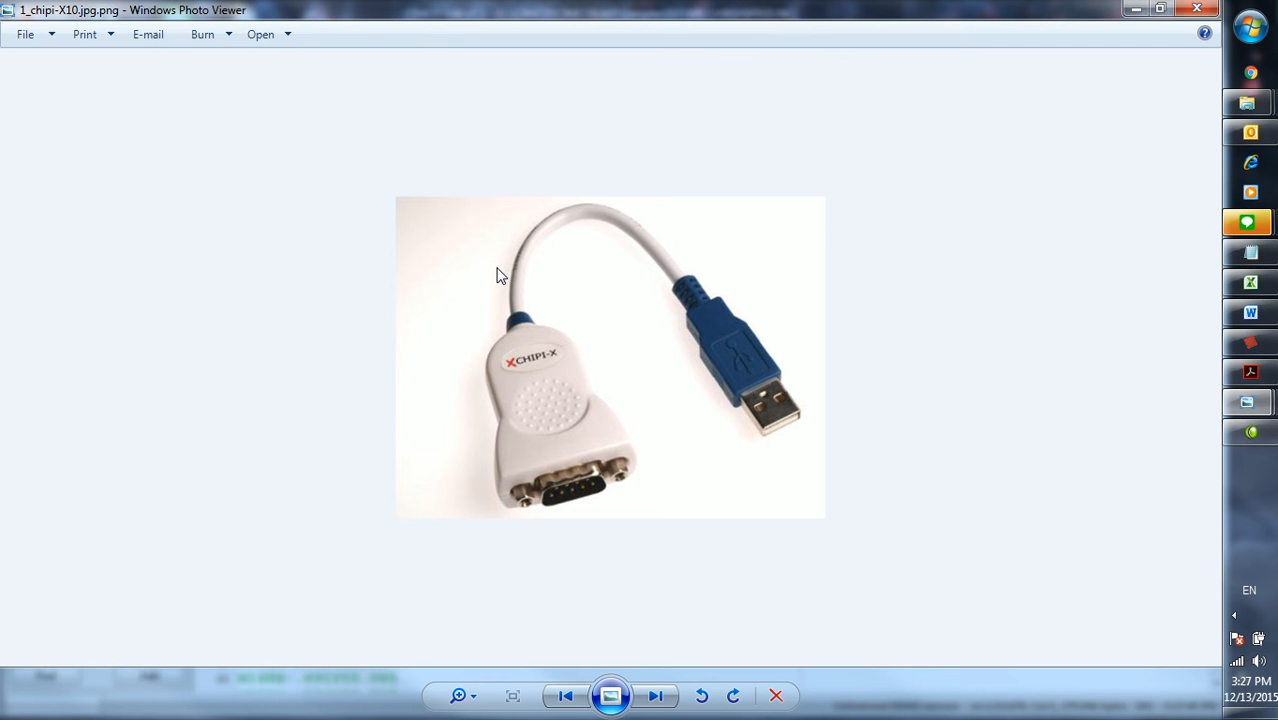 1_chipi-X10.jpg.png - Windows Photo Viewer
File Print E-mail Burn Open
XCHIPI-X
EN
3:27 PM
12/13/2015